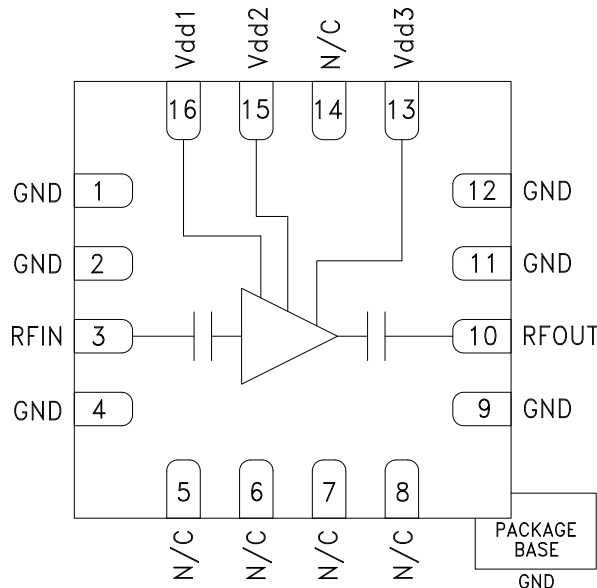 Vdd1
Vdd2
N/C
Vdd3
16
15
14
13
GND
1
12
GND
GND
2
11
GND
RFIN
3
10
RFOUT
GND
4
9
GND
5
6
7
8
N/C
N/C
N/C
N/C
PACKAGE
BASE
GND